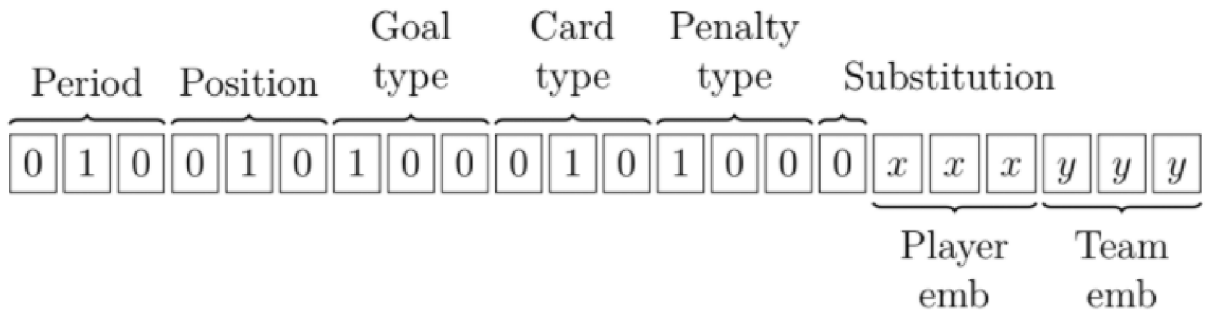 Goal Card Penalty
Period Position type type type Substitution
0 1 0 0 1 0 1 0 0 0 1 0 1 0 0 0 x x x y y y
Player Team
emb emb